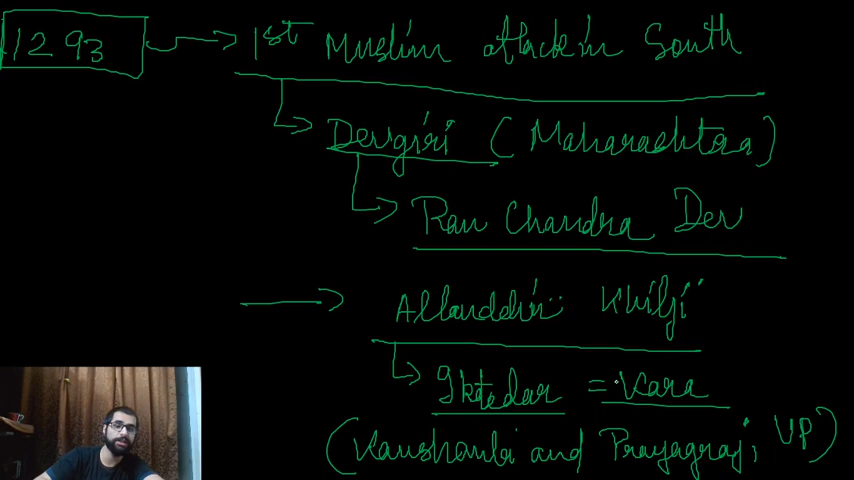 1293 → 1st Muslim attack in South
Devgiri (Maharashtra)
Ram Chandra Dev
→ Allauddin Khilji
Iktedar = Kara
(Kaushambi and Prayagraj, UP)